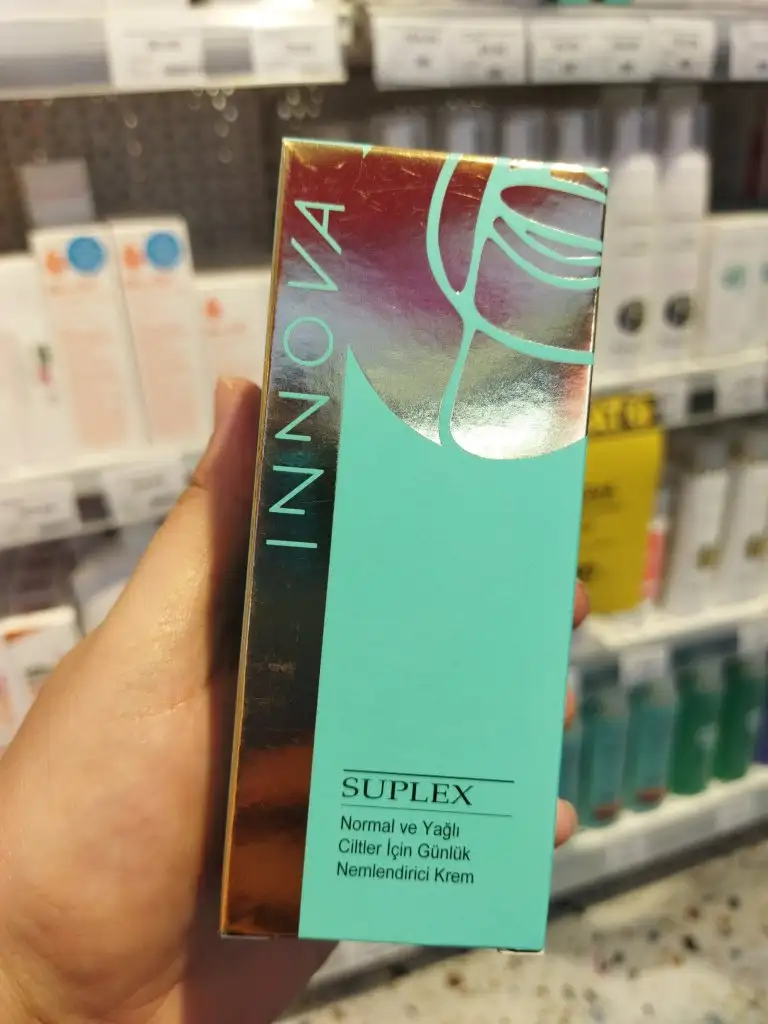 INNOVA
SUPLEX
Normal ve Yağlı
Ciltler İçin Günlük
Nemlendirici Krem